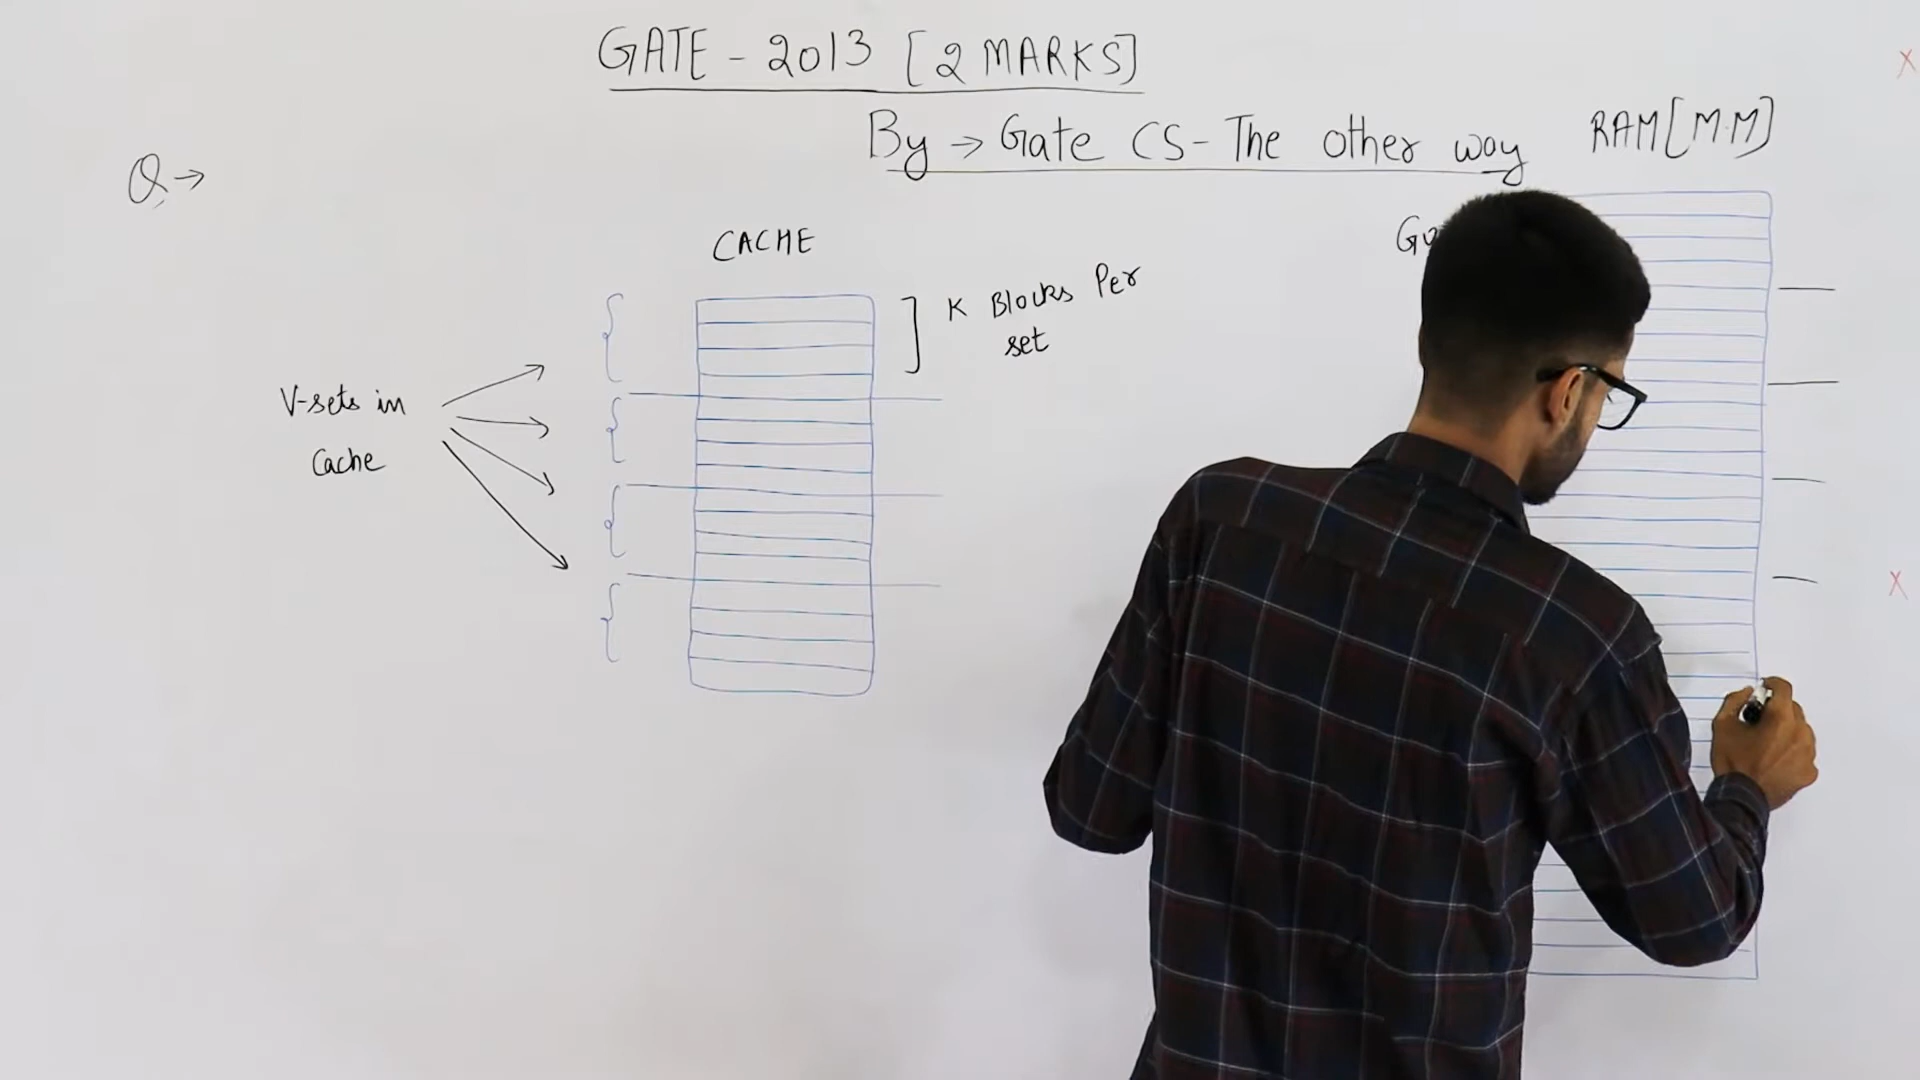 GATE - 2013 [2 MARKS]
By → Gate CS - The other way
RAM[M.M]
Q →
CACHE
K Blocks Per
set
V-sets in
Cache